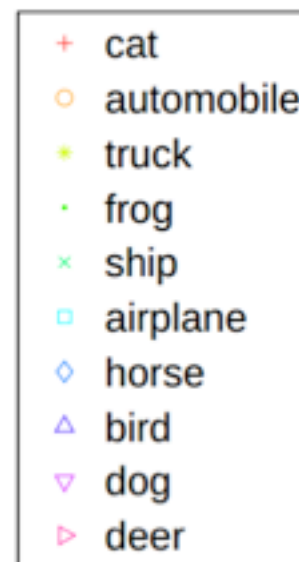 cat
automobile
truck
frog
ship
airplane
horse
bird
dog
deer